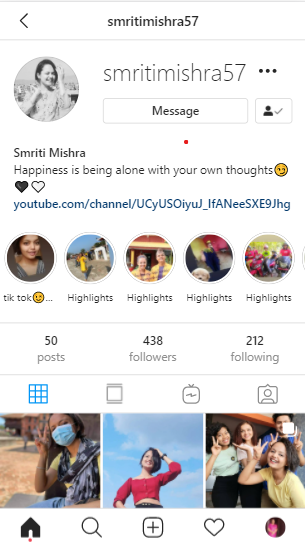 smritimishra57
smritimishra57
Message
Smriti Mishra
Happiness is being alone with your own thoughts😏
🖤🤍
youtube.com/channel/UCyUSOiyuJ_IfANeeSXE9Jhg
tik tok😉... Highlights Highlights Highlights Highlights
50 438 212
posts followers following